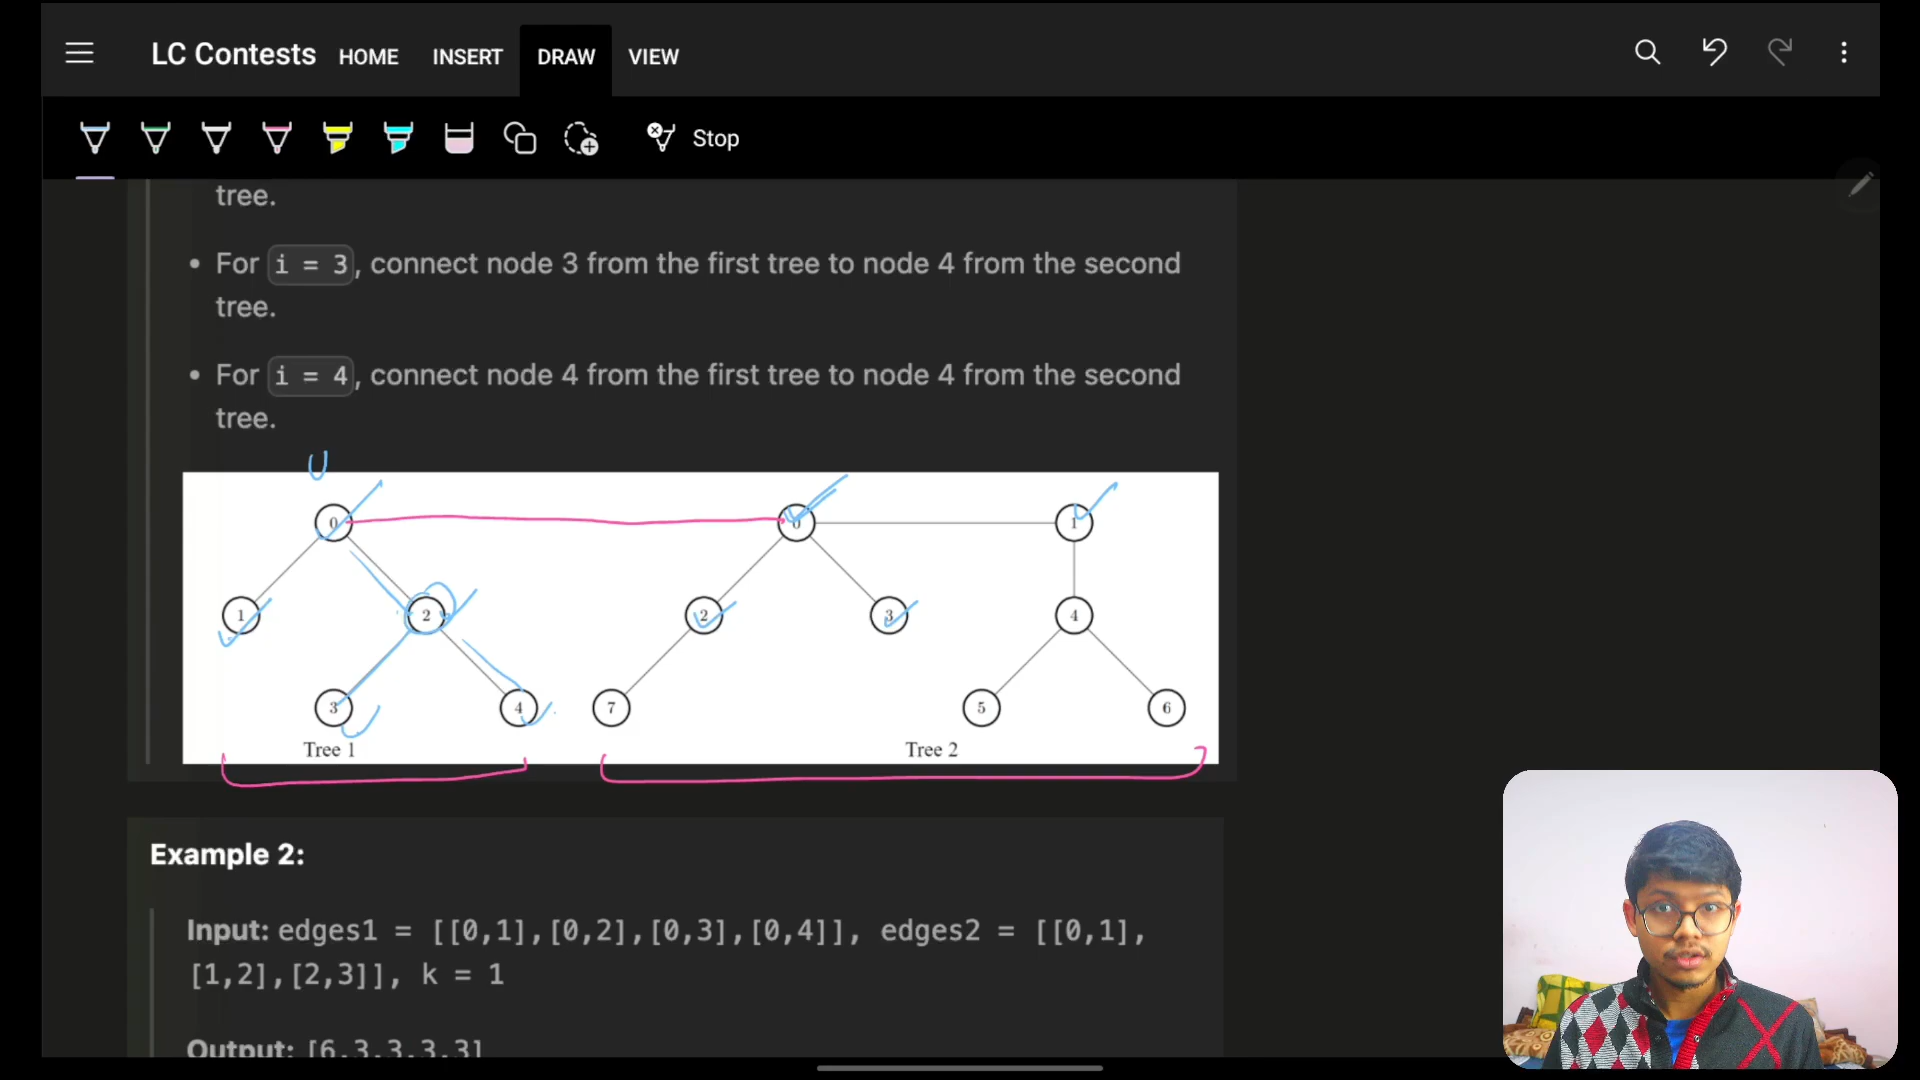 LC Contests HOME INSERT DRAW VIEW
Stop
tree.
• For i = 3, connect node 3 from the first tree to node 4 from the second
tree.
• For i = 4, connect node 4 from the first tree to node 4 from the second
tree.
U
0 0 1
1 2 2 3 4
3 4 7 5 6
Tree 1 Tree 2
Example 2:
Input: edges1 = [[0,1],[0,2],[0,3],[0,4]], edges2 = [[0,1],
[1,2],[2,3]], k = 1
Output: [6,3,3,3,3]